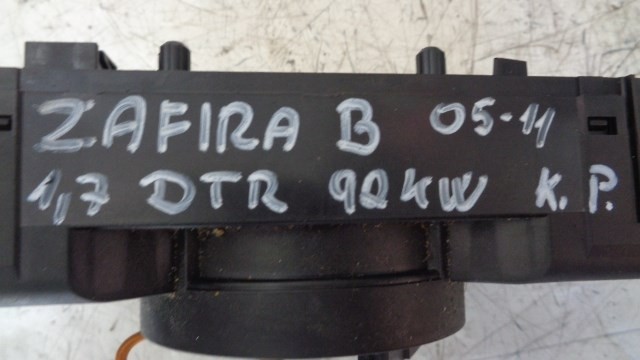 ZAFIRA B 05-11
1,7 DTR 92KW K.P.